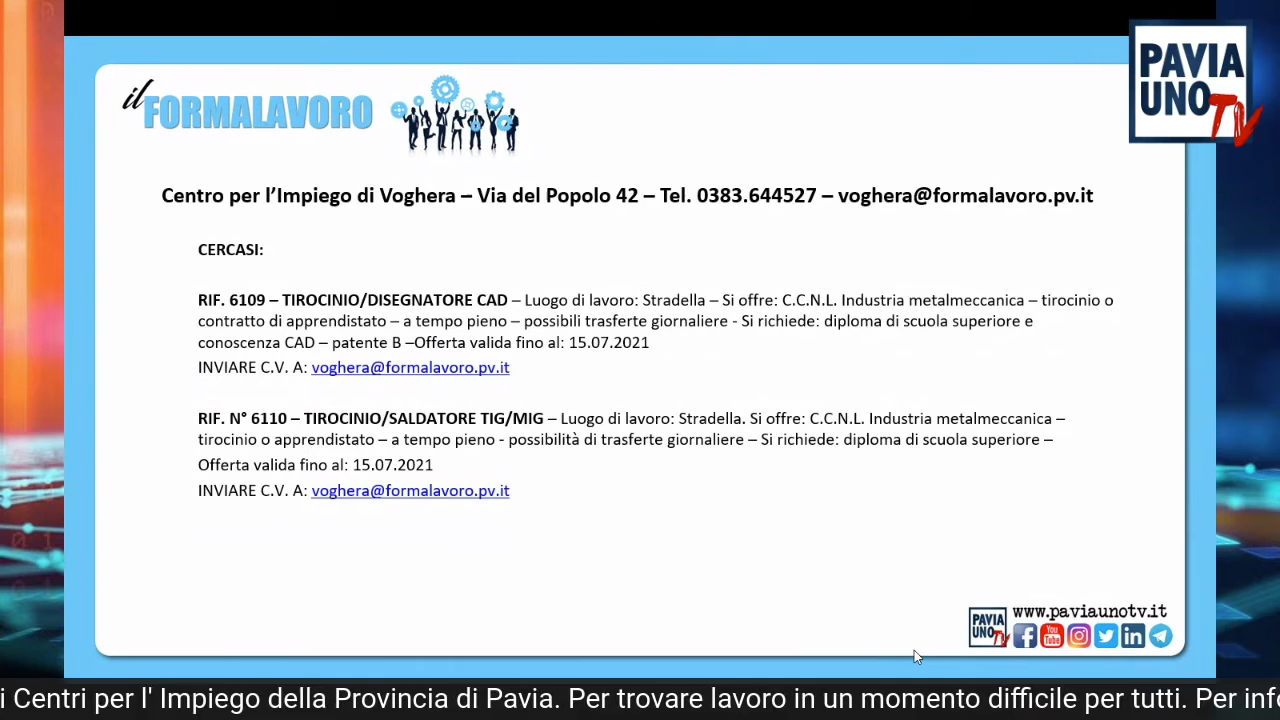 il FORMALAVORO
PAVIA
UNO TV
Centro per l’Impiego di Voghera – Via del Popolo 42 – Tel. 0383.644527 – voghera@formalavoro.pv.it
CERCASI:
RIF. 6109 – TIROCINIO/DISEGNATORE CAD – Luogo di lavoro: Stradella – Si offre: C.C.N.L. Industria metalmeccanica – tirocinio o
contratto di apprendistato – a tempo pieno – possibili trasferte giornaliere - Si richiede: diploma di scuola superiore e
conoscenza CAD – patente B –Offerta valida fino al: 15.07.2021
INVIARE C.V. A: voghera@formalavoro.pv.it
RIF. N° 6110 – TIROCINIO/SALDATORE TIG/MIG – Luogo di lavoro: Stradella. Si offre: C.C.N.L. Industria metalmeccanica –
tirocinio o apprendistato – a tempo pieno - possibilità di trasferte giornaliere – Si richiede: diploma di scuola superiore –
Offerta valida fino al: 15.07.2021
INVIARE C.V. A: voghera@formalavoro.pv.it
www.paviaunotv.it
PAVIA
UNO TV
You Tube
i Centri per l' Impiego della Provincia di Pavia. Per trovare lavoro in un momento difficile per tutti. Per info